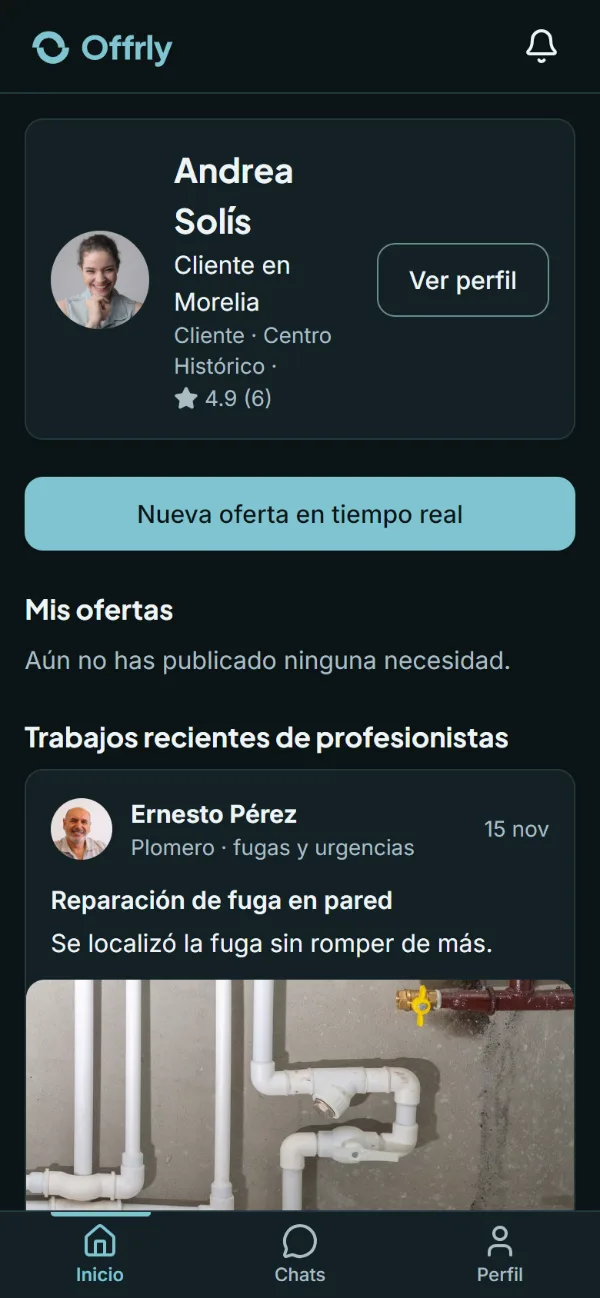 Offrly
Andrea
Solís
Cliente en
Morelia
Cliente · Centro
Histórico ·
4.9 (6)
Ver perfil
Nueva oferta en tiempo real
Mis ofertas
Aún no has publicado ninguna necesidad.
Trabajos recientes de profesionistas
Ernesto Pérez
Plomero · fugas y urgencias
15 nov
Reparación de fuga en pared
Se localizó la fuga sin romper de más.
Inicio
Chats
Perfil